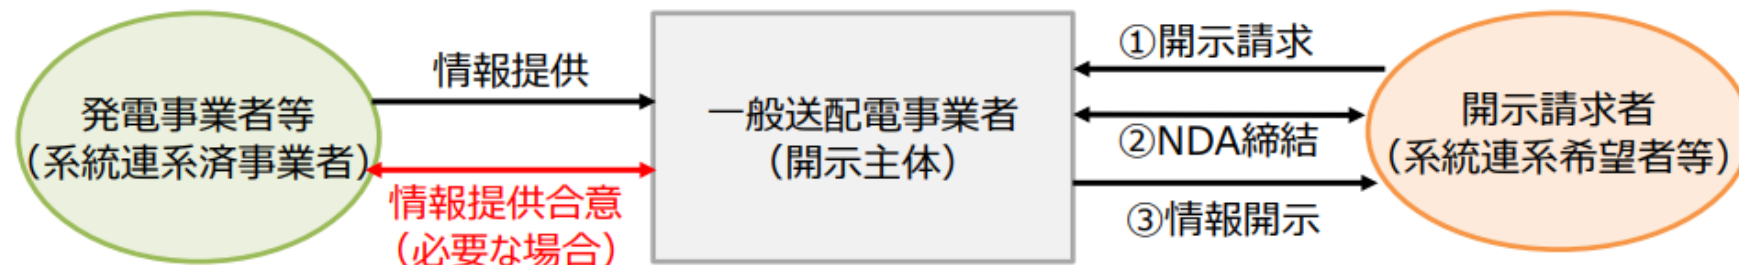 発電事業者等
(系統連系済事業者)
情報提供
情報提供合意
(必要な場合)
一般送配電事業者
(開示主体)
①開示請求
②NDA締結
③情報開示
開示請求者
(系統連系希望者等)